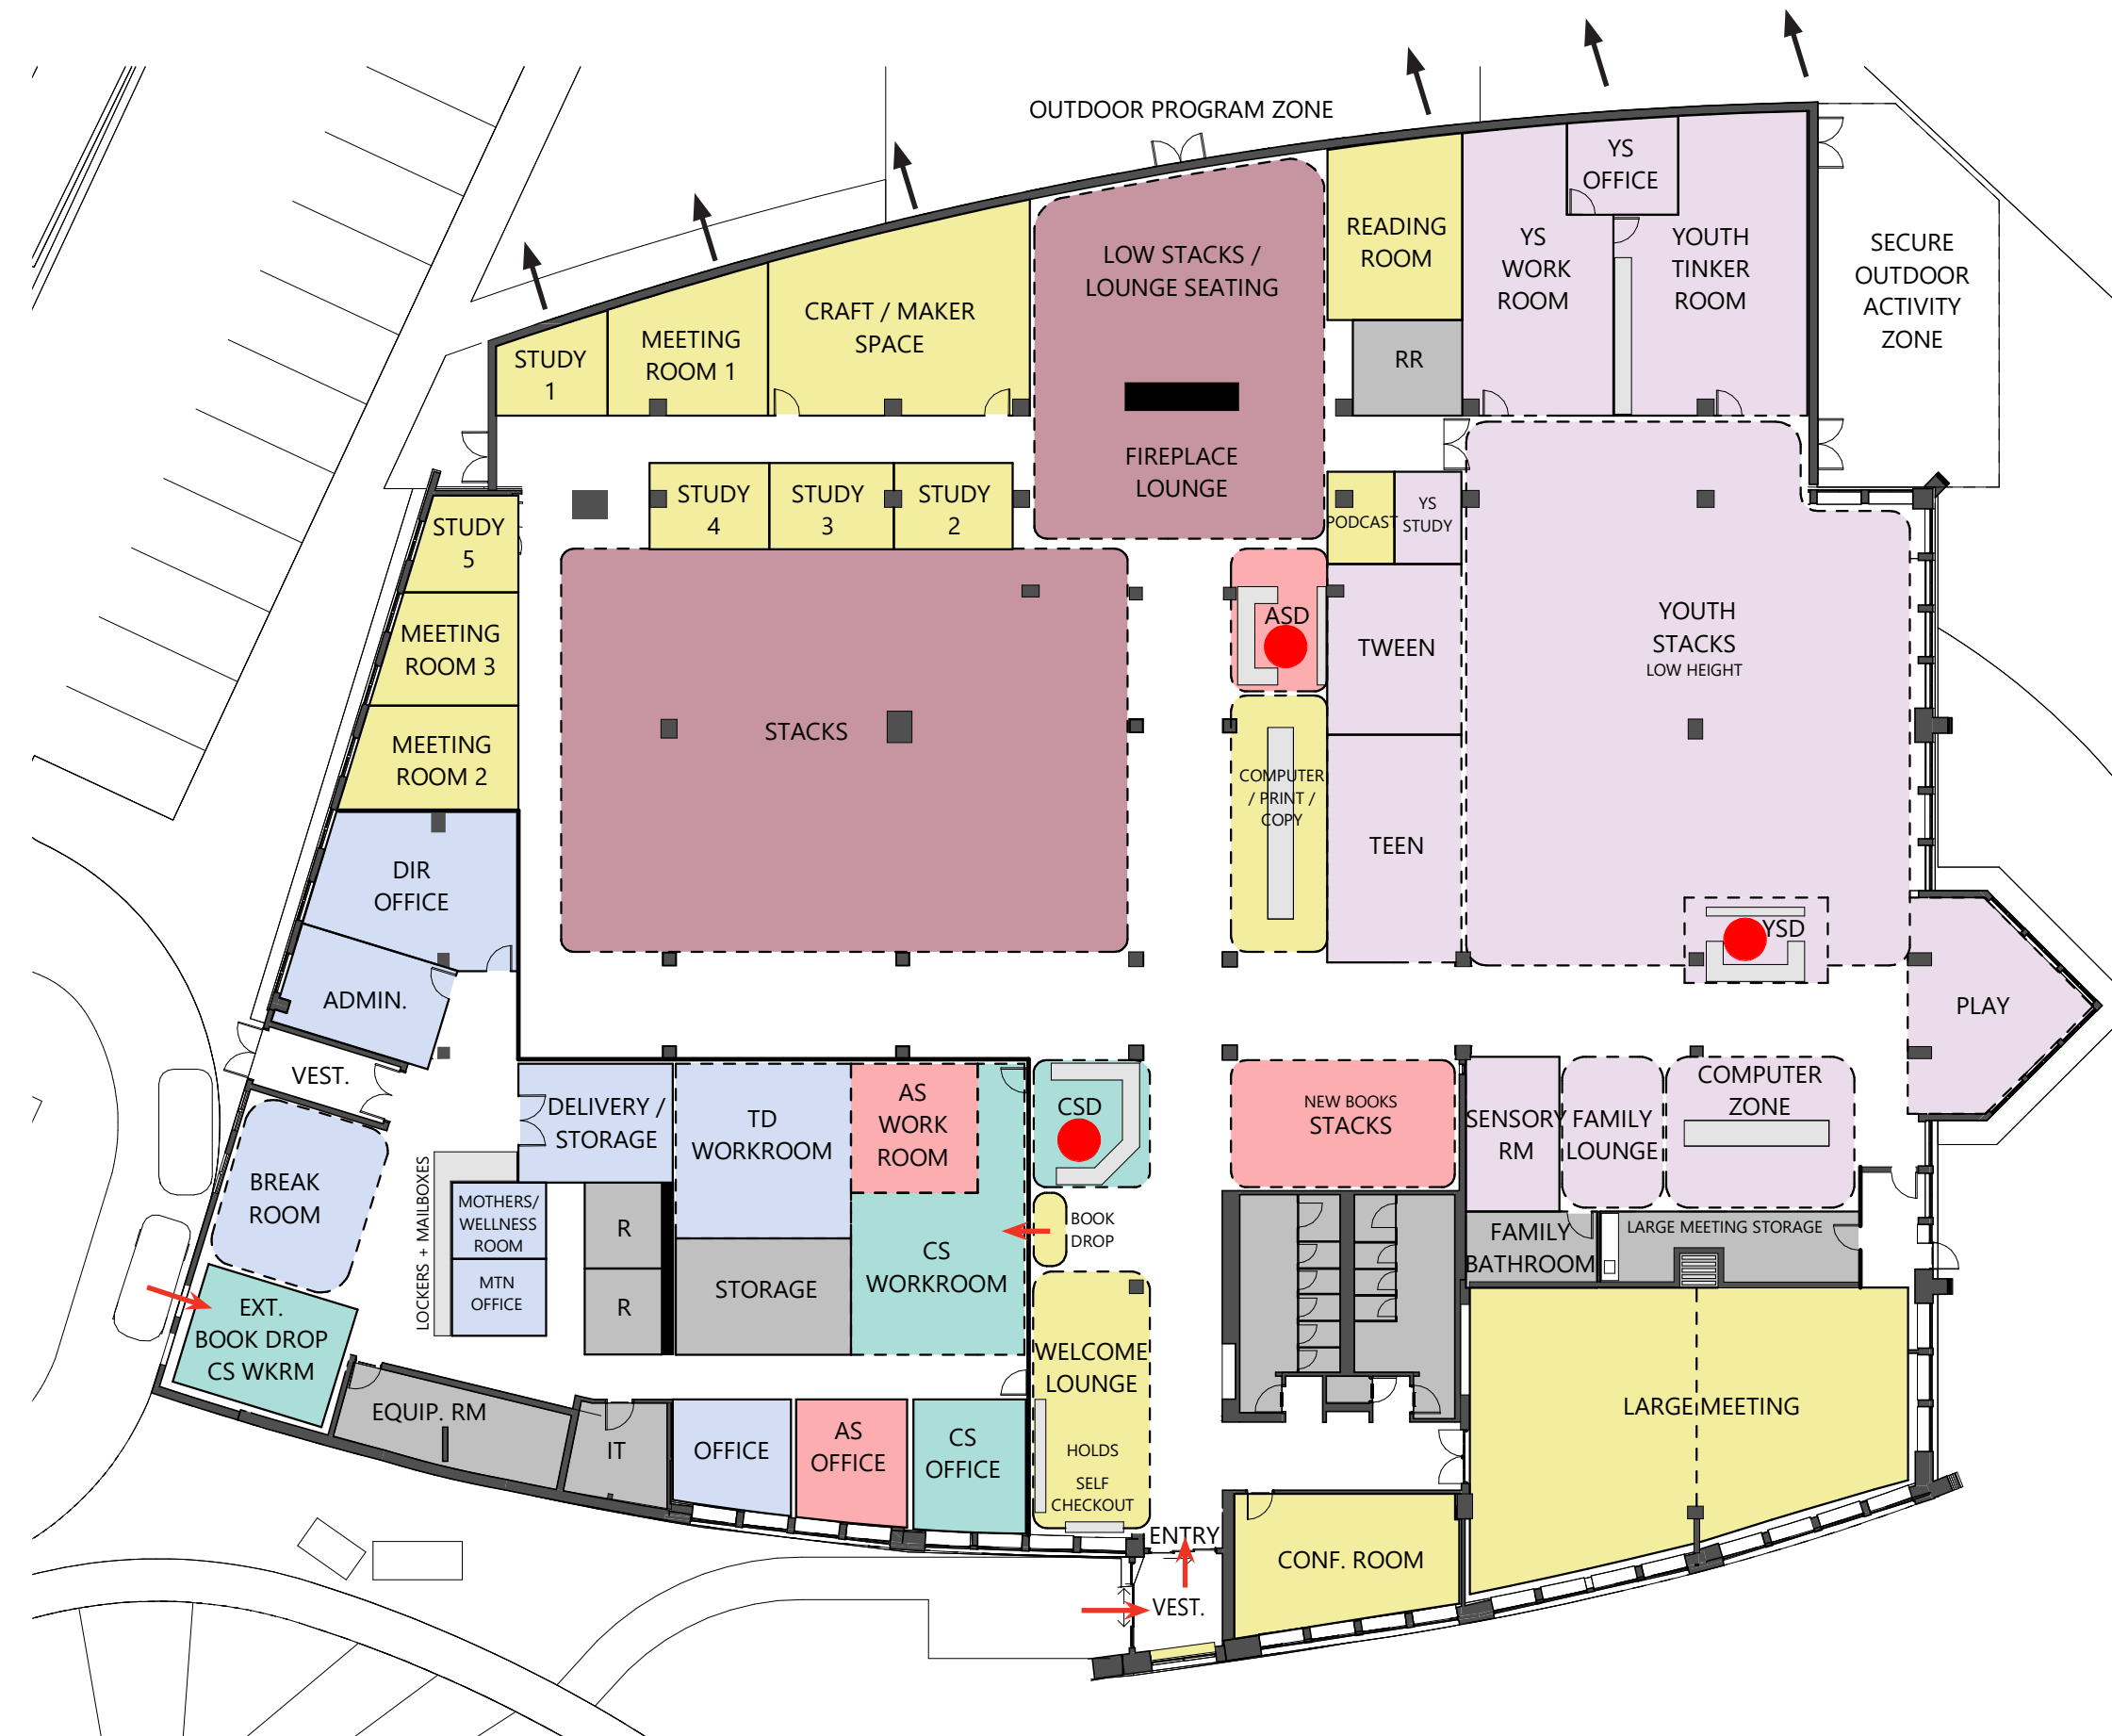 OUTDOOR PROGRAM ZONE
YS
OFFICE
READING
ROOM
YS
WORK
ROOM
YOUTH
TINKER
ROOM
SECURE
OUTDOOR
ACTIVITY
ZONE
LOW STACKS /
LOUNGE SEATING
CRAFT / MAKER
SPACE
MEETING
ROOM 1
STUDY
1
RR
FIREPLACE
LOUNGE
STUDY
4
STUDY
3
STUDY
2
PODCAST
YS
STUDY
STUDY
5
MEETING
ROOM 3
MEETING
ROOM 2
STACKS
ASD
TWEEN
YOUTH
STACKS
LOW HEIGHT
COMPUTER
/ PRINT /
COPY
TEEN
DIR
OFFICE
YSD
ADMIN.
PLAY
VEST.
DELIVERY /
STORAGE
TD
WORKROOM
AS
WORK
ROOM
CSD
NEW BOOKS
STACKS
SENSORY
RM
FAMILY
LOUNGE
COMPUTER
ZONE
BREAK
ROOM
LOCKERS + MAILBOXES
MOTHERS/
WELLNESS
ROOM
R
BOOK
DROP
FAMILY
BATHROOM
LARGE MEETING STORAGE
CS
WORKROOM
STORAGE
MTN
OFFICE
R
EXT.
BOOK DROP
CS WKRM
WELCOME
LOUNGE
LARGE MEETING
EQUIP. RM
IT
OFFICE
AS
OFFICE
CS
OFFICE
HOLDS
SELF
CHECKOUT
ENTRY
CONF. ROOM
VEST.